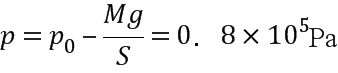 p = p₀ − Mg/S = 0． 8 × 10⁵Pa